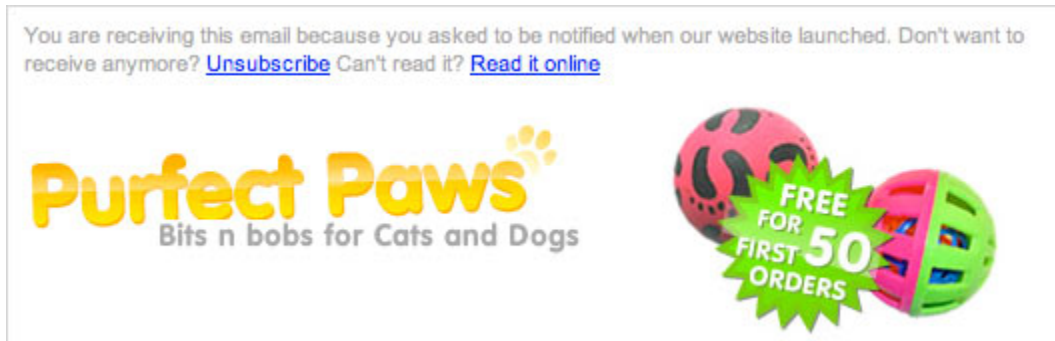 You are receiving this email because you asked to be notified when our website launched. Don't want to
receive anymore? Unsubscribe Can't read it? Read it online
Purfect Paws
Bits n bobs for Cats and Dogs
FREE
FOR
FIRST 50
ORDERS